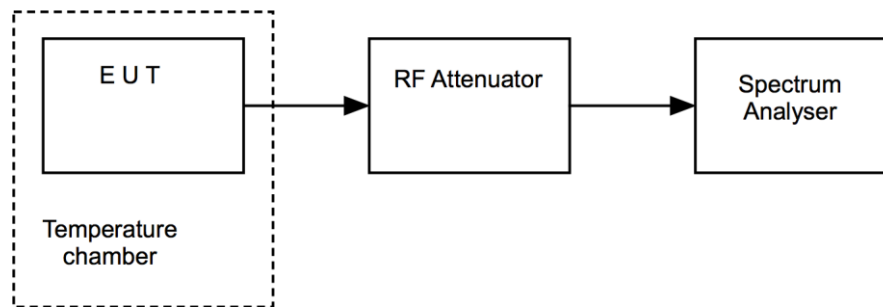 E U T
RF Attenuator
Spectrum
Analyser
Temperature
chamber